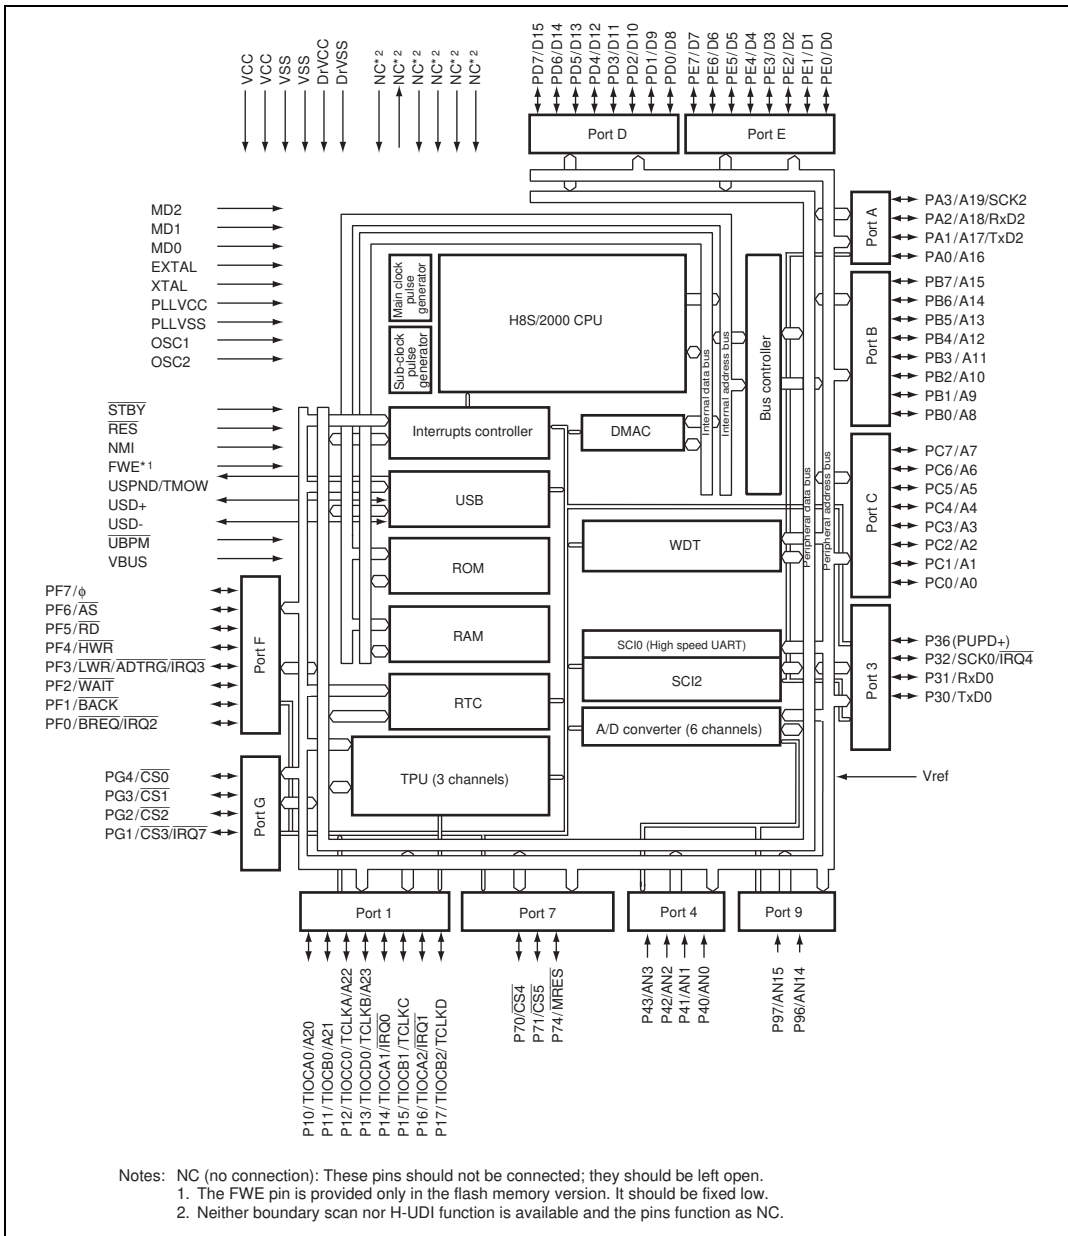 VCC
VCC
VSS
VSS
DrVCC
DrVSS
NC*2
NC*2
NC*2
NC*2
NC*2
NC*2
PD7/D15
PD6/D14
PD5/D13
PD4/D12
PD3/D11
PD2/D10
PD1/D9
PD0/D8
PE7/D7
PE6/D6
PE5/D5
PE4/D4
PE3/D3
PE2/D2
PE1/D1
PE0/D0
Port D
Port E
MD2
MD1
MD0
EXTAL
XTAL
PLLVCC
PLLVSS
OSC1
OSC2
STBY
RES
NMI
FWE*1
USPND/TMOW
USD+
USD-
UBPM
VBUS
PF7/ϕ
PF6/AS
PF5/RD
PF4/HWR
PF3/LWR/ADTRG/IRQ3
PF2/WAIT
PF1/BACK
PF0/BREQ/IRQ2
Port F
PG4/CS0
PG3/CS1
PG2/CS2
PG1/CS3/IRQ7
Port G
Main clock
pulse
generator
Sub-clock
pulse
generator
H8S/2000 CPU
Interrupts controller
USB
ROM
RAM
RTC
TPU (3 channels)
DMAC
WDT
SCI0 (High speed UART)
SCI2
A/D converter (6 channels)
Internal data bus
Internal address bus
Bus controller
Peripheral data bus
Peripheral address bus
Port A
PA3/A19/SCK2
PA2/A18/RxD2
PA1/A17/TxD2
PA0/A16
Port B
PB7/A15
PB6/A14
PB5/A13
PB4/A12
PB3/A11
PB2/A10
PB1/A9
PB0/A8
Port C
PC7/A7
PC6/A6
PC5/A5
PC4/A4
PC3/A3
PC2/A2
PC1/A1
PC0/A0
Port 3
P36 (PUPD+)
P32/SCK0/IRQ4
P31/RxD0
P30/TxD0
Vref
Port 1
Port 7
Port 4
Port 9
P10/TIOCA0/A20
P11/TIOCB0/A21
P12/TIOCC0/TCLKA/A22
P13/TIOCD0/TCLKB/A23
P14/TIOCA1/IRQ0
P15/TIOCB1/TCLKC
P16/TIOCA2/IRQ1
P17/TIOCB2/TCLKD
P70/CS4
P71/CS5
P74/MRES
P43/AN3
P42/AN2
P41/AN1
P40/AN0
P97/AN15
P96/AN14
Notes: NC (no connection): These pins should not be connected; they should be left open.
1. The FWE pin is provided only in the flash memory version. It should be fixed low.
2. Neither boundary scan nor H-UDI function is available and the pins function as NC.